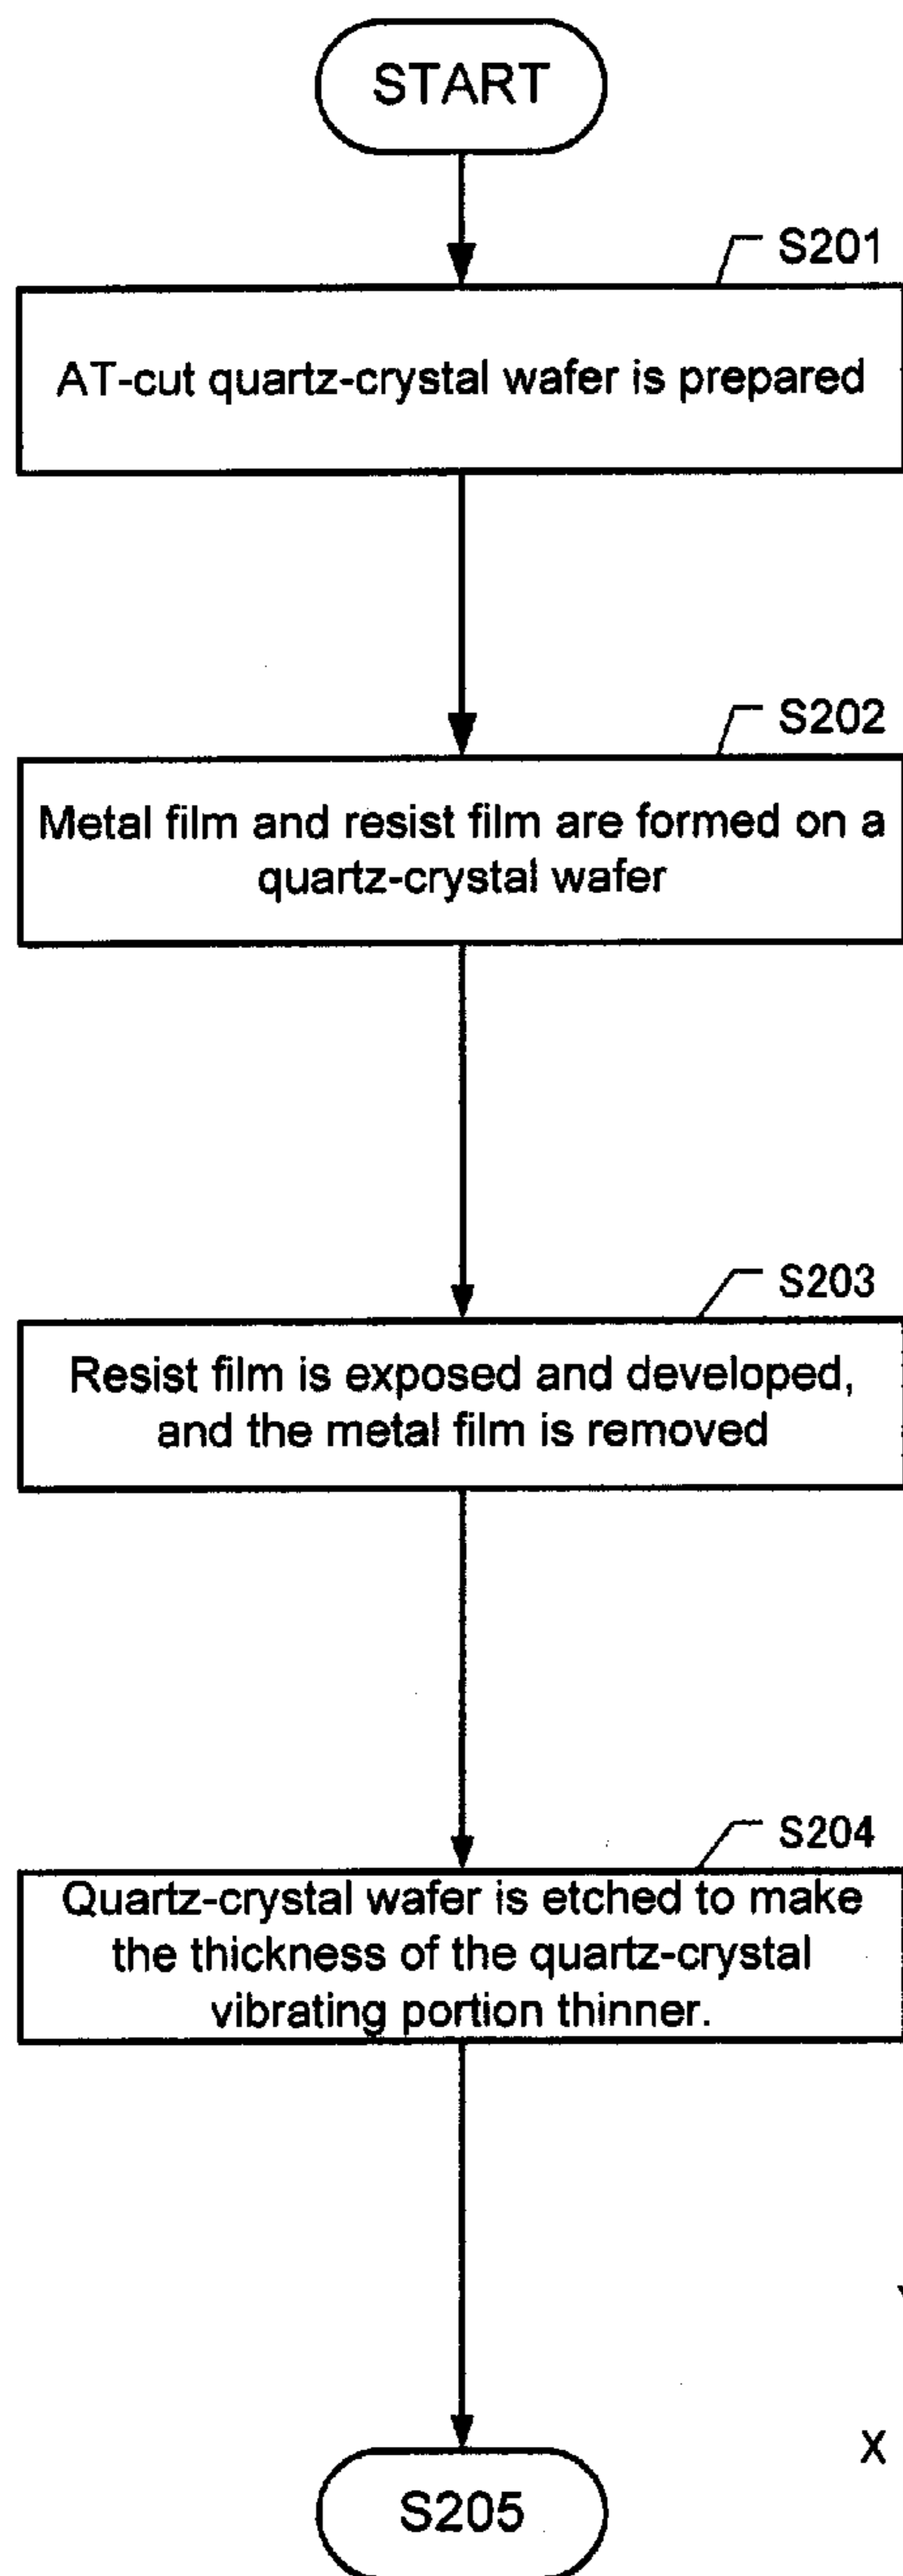 START
S201
AT-cut quartz-crystal wafer is prepared
S202
Metal film and resist film are formed on a
quartz-crystal wafer
S203
Resist film is exposed and developed,
and the metal film is removed
S204
Quartz-crystal wafer is etched to make
the thickness of the quartz-crystal
vibrating portion thinner.
X
S205